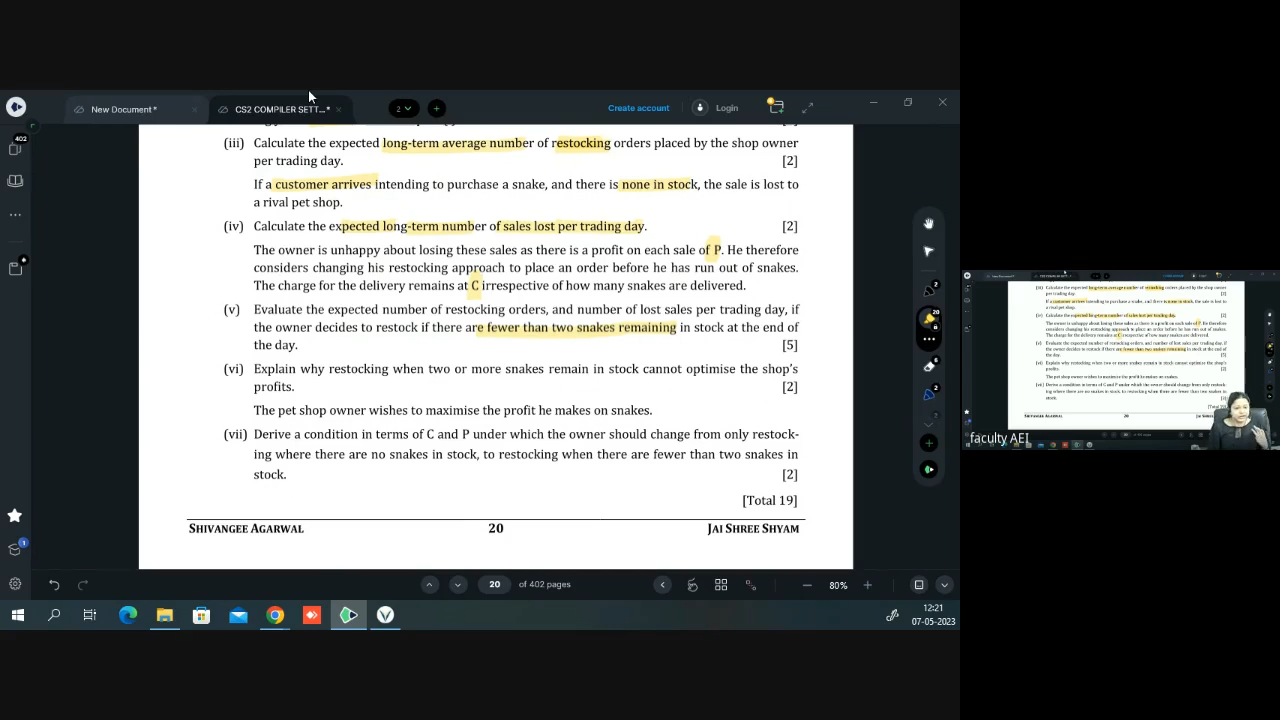 New Document*
CS2 COMPILER SETT...*
2
Create account
Login
402
(iii) Calculate the expected long-term average number of restocking orders placed by the shop owner
per trading day. [2]
If a customer arrives intending to purchase a snake, and there is none in stock, the sale is lost to
a rival pet shop.
(iv) Calculate the expected long-term number of sales lost per trading day. [2]
The owner is unhappy about losing these sales as there is a profit on each sale of P. He therefore
considers changing his restocking approach to place an order before he has run out of snakes.
The charge for the delivery remains at C irrespective of how many snakes are delivered.
(v) Evaluate the expected number of restocking orders, and number of lost sales per trading day, if
the owner decides to restock if there are fewer than two snakes remaining in stock at the end of
the day. [5]
(vi) Explain why restocking when two or more snakes remain in stock cannot optimise the shop's
profits. [2]
The pet shop owner wishes to maximise the profit he makes on snakes.
(vii) Derive a condition in terms of C and P under which the owner should change from only restock-
ing where there are no snakes in stock, to restocking when there are fewer than two snakes in
stock. [2]
[Total 19]
SHIVANGEE AGARWAL 20 JAI SHREE SHYAM
2
20
6
2
1
20 of 402 pages
80%
12:21
07-05-2023
faculty AEI